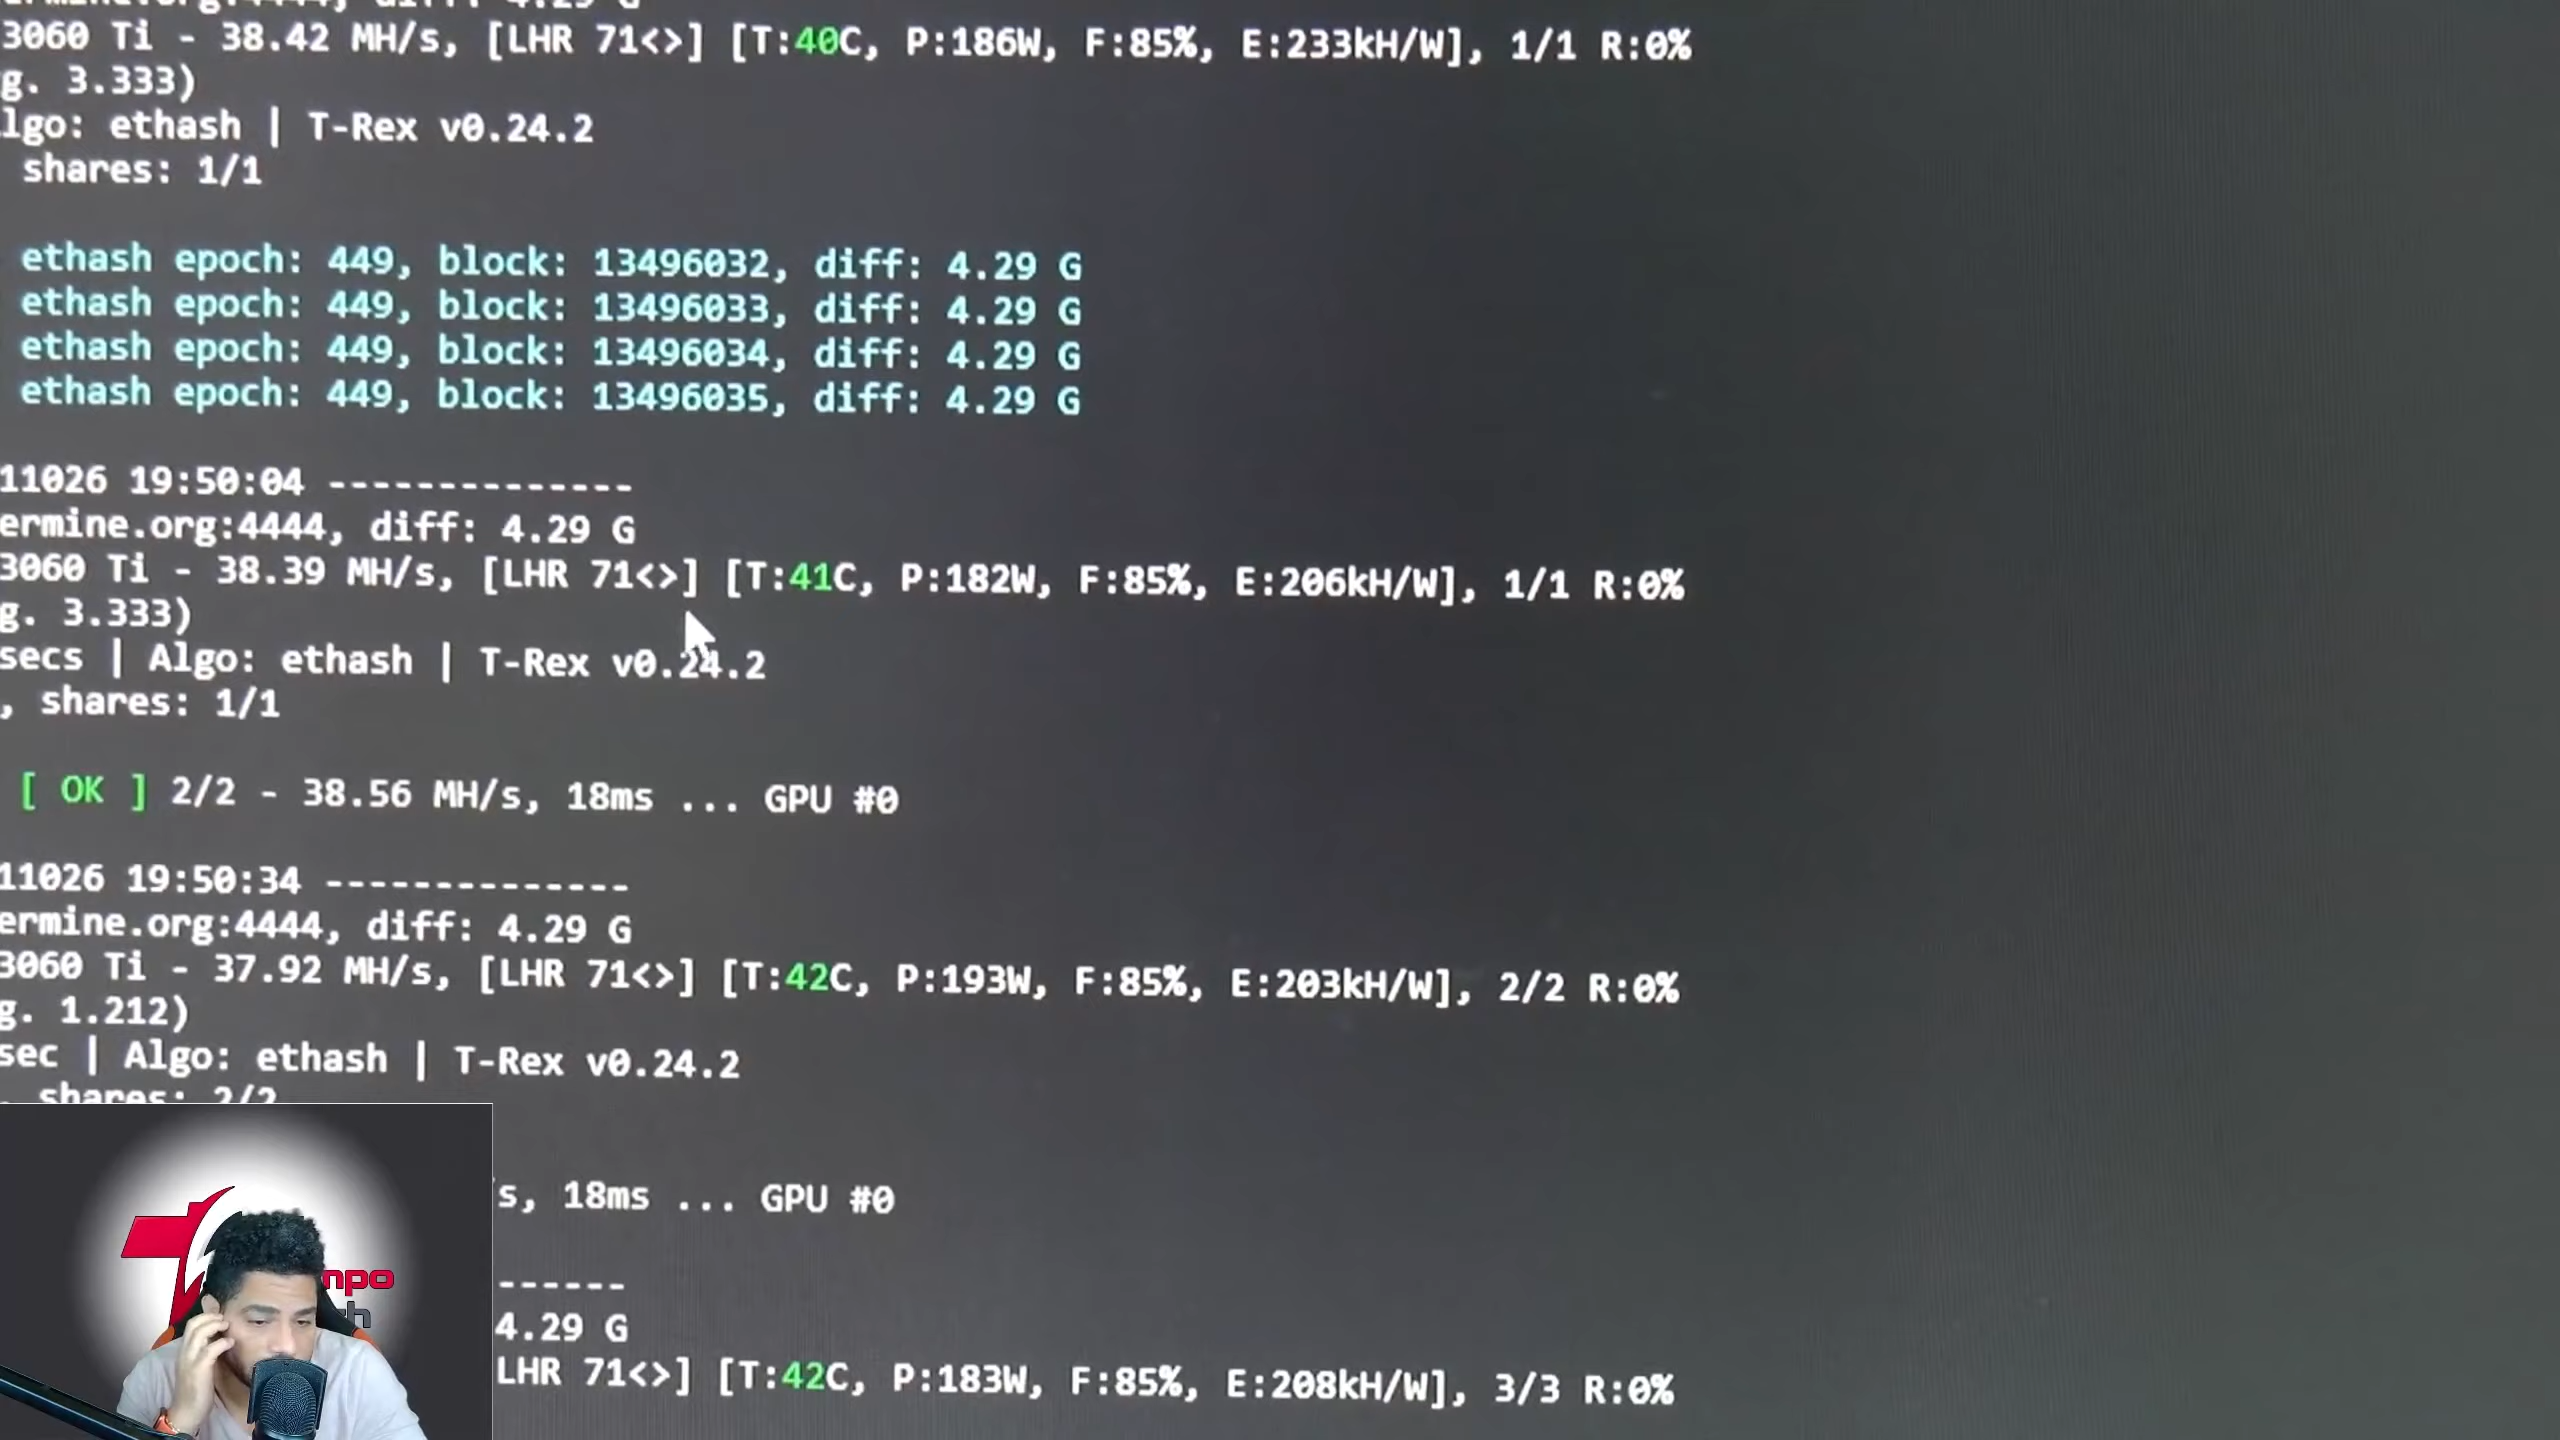 3060 Ti - 38.42 MH/s, [LHR 71<>] [T:40C, P:186W, F:85%, E:233kH/W], 1/1 R:0%
g. 3.333)
lgo: ethash | T-Rex v0.24.2
shares: 1/1
ethash epoch: 449, block: 13496032, diff: 4.29 G
ethash epoch: 449, block: 13496033, diff: 4.29 G
ethash epoch: 449, block: 13496034, diff: 4.29 G
ethash epoch: 449, block: 13496035, diff: 4.29 G
11026 19:50:04 --------------
ermine.org:4444, diff: 4.29 G
3060 Ti - 38.39 MH/s, [LHR 71<>] [T:41C, P:182W, F:85%, E:206kH/W], 1/1 R:0%
g. 3.333)
secs | Algo: ethash | T-Rex v0.24.2
, shares: 1/1
[ OK ] 2/2 - 38.56 MH/s, 18ms ... GPU #0
11026 19:50:34 --------------
ermine.org:4444, diff: 4.29 G
3060 Ti - 37.92 MH/s, [LHR 71<>] [T:42C, P:193W, F:85%, E:203kH/W], 2/2 R:0%
g. 1.212)
sec | Algo: ethash | T-Rex v0.24.2
, shares: 2/2
s, 18ms ... GPU #0
------
4.29 G
LHR 71<>] [T:42C, P:183W, F:85%, E:208kH/W], 3/3 R:0%